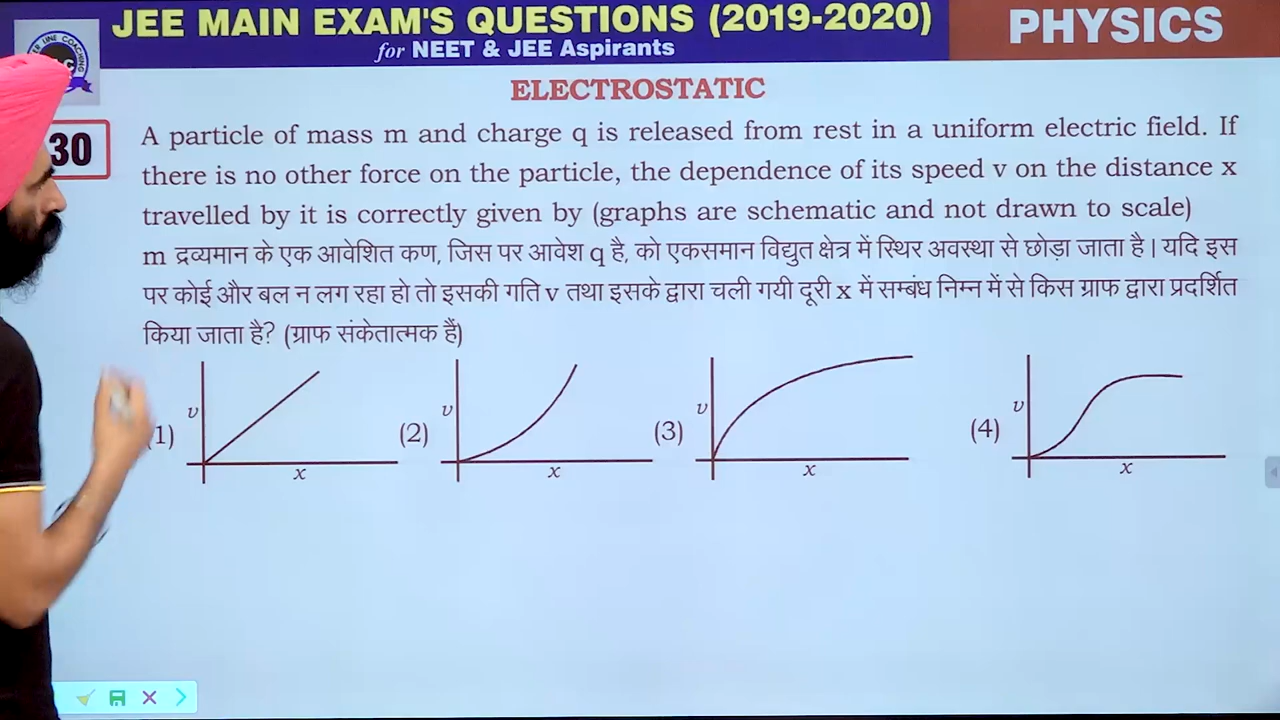 JEE MAIN EXAM'S QUESTIONS (2019-2020)
for NEET & JEE Aspirants
PHYSICS
ELECTROSTATIC
30
A particle of mass m and charge q is released from rest in a uniform electric field. If
there is no other force on the particle, the dependence of its speed v on the distance x
travelled by it is correctly given by (graphs are schematic and not drawn to scale)
m द्रव्यमान के एक आवेशित कण, जिस पर आवेश q है, को एकसमान विद्युत क्षेत्र में स्थिर अवस्था से छोड़ा जाता है। यदि इस
पर कोई और बल न लग रहा हो तो इसकी गति v तथा इसके द्वारा चली गयी दूरी x में सम्बंध निम्न में से किस ग्राफ द्वारा प्रदर्शित
किया जाता है? (ग्राफ संकेतात्मक हैं)
1) v x
(2) v x
(3) v x
(4) v x